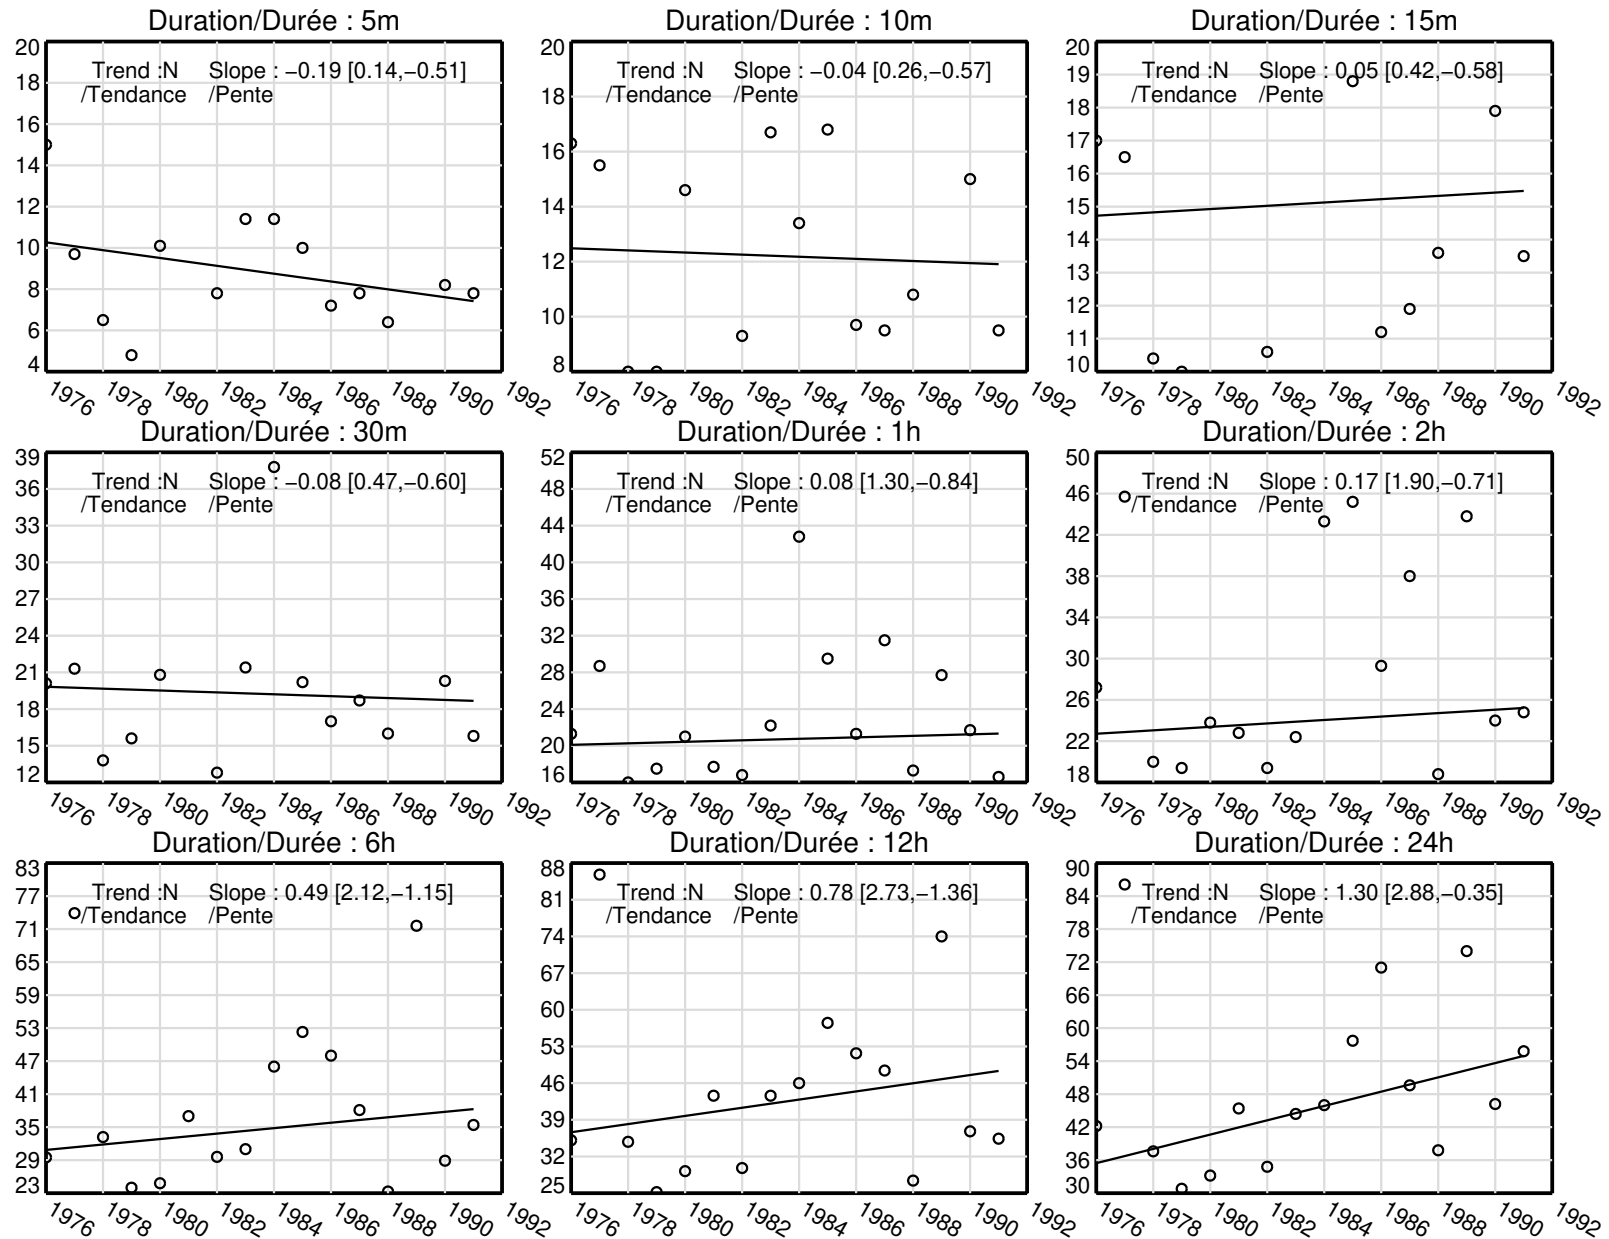 Duration/Durée : 5m
20
18
16
14
12
10
8
6
4
Trend :N Slope : −0.19 [0.14,−0.51]
/Tendance /Pente
1976 1978 1980 1982 1984 1986 1988 1990 1992
Duration/Durée : 10m
20
18
16
14
12
10
8
Trend :N Slope : −0.04 [0.26,−0.57]
/Tendance /Pente
1976 1978 1980 1982 1984 1986 1988 1990 1992
Duration/Durée : 15m
20
19
18
17
16
15
14
13
12
11
10
Trend :N Slope : 0.05 [0.42,−0.58]
/Tendance /Pente
1976 1978 1980 1982 1984 1986 1988 1990 1992
Duration/Durée : 30m
39
36
33
30
27
24
21
18
15
12
Trend :N Slope : −0.08 [0.47,−0.60]
/Tendance /Pente
1976 1978 1980 1982 1984 1986 1988 1990 1992
Duration/Durée : 1h
52
48
44
40
36
32
28
24
20
16
Trend :N Slope : 0.08 [1.30,−0.84]
/Tendance /Pente
1976 1978 1980 1982 1984 1986 1988 1990 1992
Duration/Durée : 2h
50
46
42
38
34
30
26
22
18
Trend :N Slope : 0.17 [1.90,−0.71]
/Tendance /Pente
1976 1978 1980 1982 1984 1986 1988 1990 1992
Duration/Durée : 6h
83
77
71
65
59
53
47
41
35
29
23
Trend :N Slope : 0.49 [2.12,−1.15]
/Tendance /Pente
1976 1978 1980 1982 1984 1986 1988 1990 1992
Duration/Durée : 12h
88
81
74
67
60
53
46
39
32
25
Trend :N Slope : 0.78 [2.73,−1.36]
/Tendance /Pente
1976 1978 1980 1982 1984 1986 1988 1990 1992
Duration/Durée : 24h
90
84
78
72
66
60
54
48
42
36
30
Trend :N Slope : 1.30 [2.88,−0.35]
/Tendance /Pente
1976 1978 1980 1982 1984 1986 1988 1990 1992